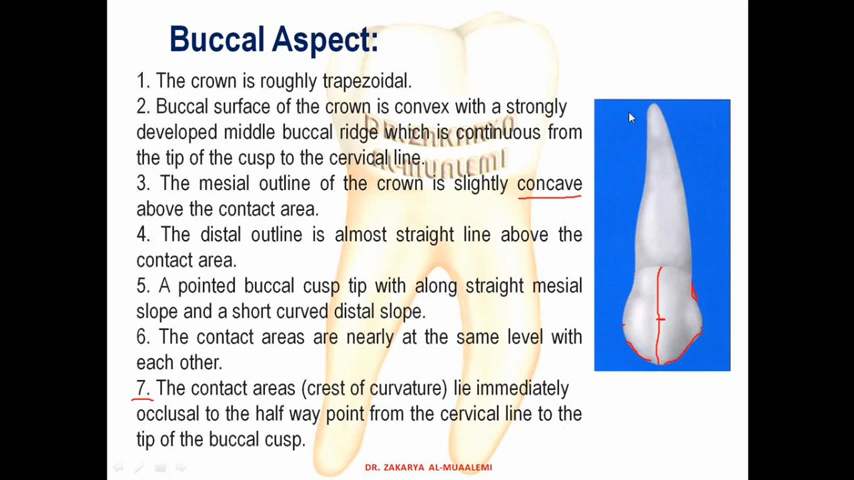 Buccal Aspect:
1. The crown is roughly trapezoidal.
2. Buccal surface of the crown is convex with a strongly
developed middle buccal ridge which is continuous from
the tip of the cusp to the cervical line.
3. The mesial outline of the crown is slightly concave
above the contact area.
4. The distal outline is almost straight line above the
contact area.
5. A pointed buccal cusp tip with along straight mesial
slope and a short curved distal slope.
6. The contact areas are nearly at the same level with
each other.
7. The contact areas (crest of curvature) lie immediately
occlusal to the half way point from the cervical line to the
tip of the buccal cusp.
DR.ZAKARYA
AL-MUALEMI
DR. ZAKARYA AL-MUAALEMI